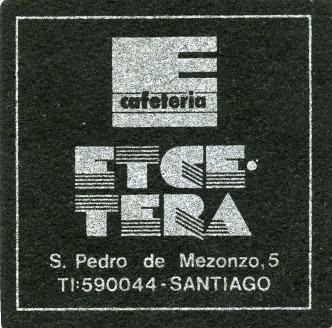 E
cafeteria
ETCE-
TERA
S. Pedro de Mezonzo, 5
Tl:590044-SANTIAGO